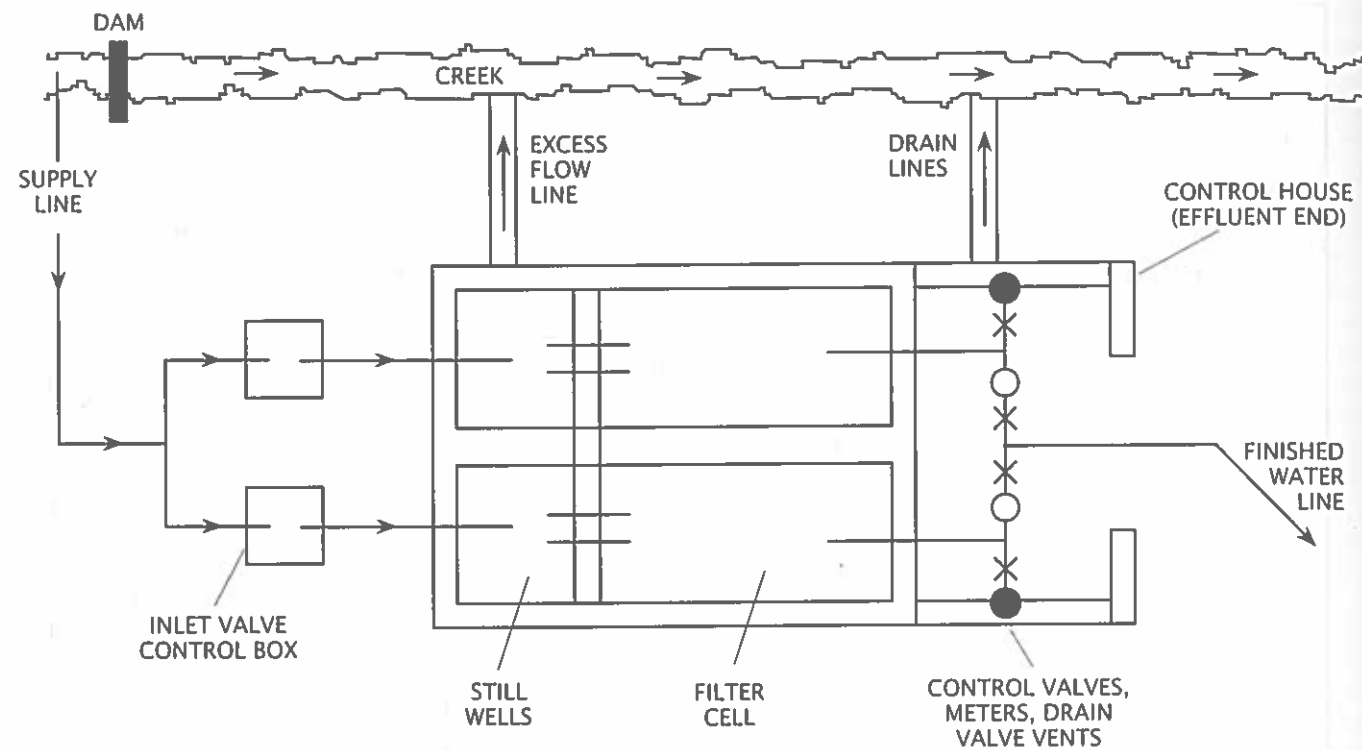 DAM
CREEK
SUPPLY
LINE
EXCESS
FLOW
LINE
DRAIN
LINES
CONTROL HOUSE
(EFFLUENT END)
FINISHED
WATER
LINE
INLET VALVE
CONTROL BOX
STILL
WELLS
FILTER
CELL
CONTROL VALVES,
METERS, DRAIN
VALVE VENTS